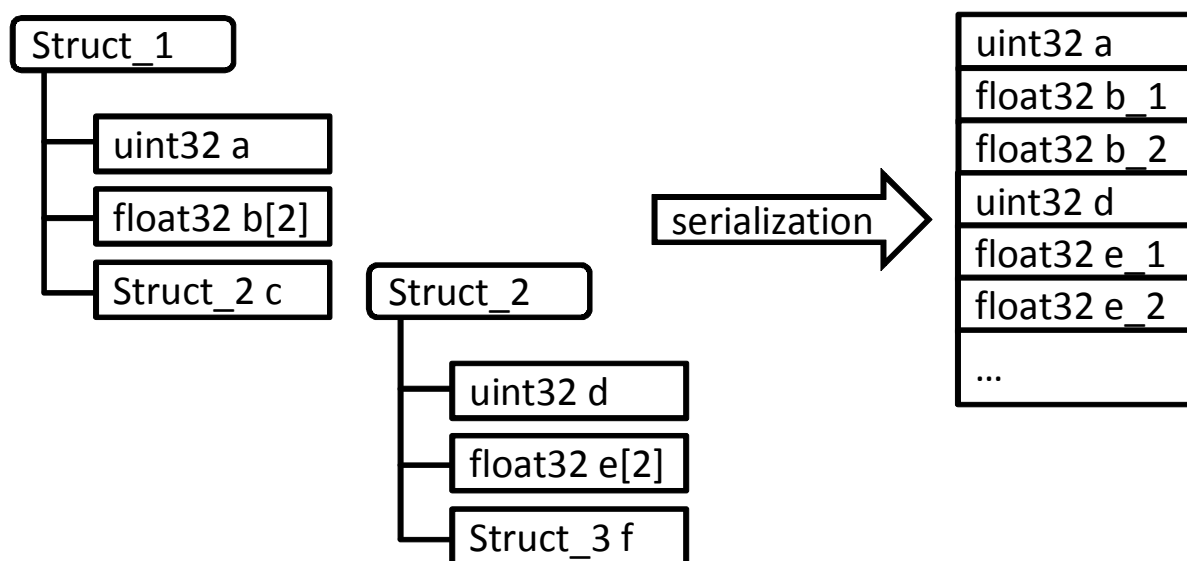 Struct_1
uint32 a
float32 b[2]
Struct_2 c
Struct_2
uint32 d
float32 e[2]
Struct_3 f
serialization
uint32 a
float32 b_1
float32 b_2
uint32 d
float32 e_1
float32 e_2
...